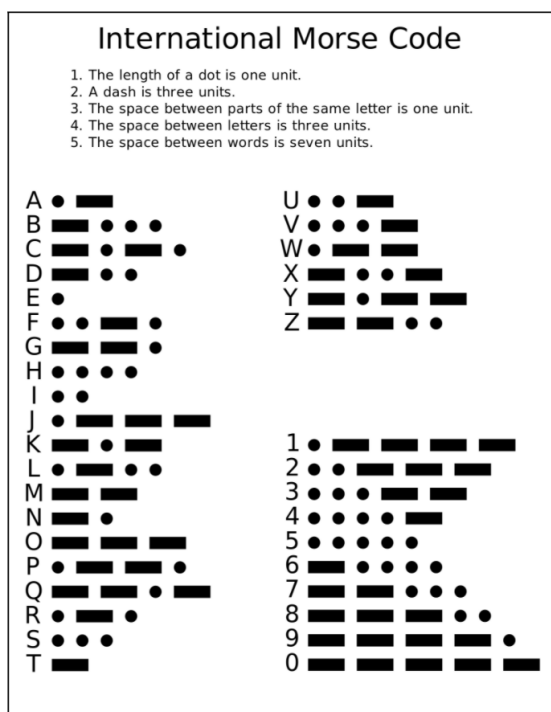 International Morse Code
1. The length of a dot is one unit.
2. A dash is three units.
3. The space between parts of the same letter is one unit.
4. The space between letters is three units.
5. The space between words is seven units.
A
B
C
D
E
F
G
H
I
J
K
L
M
N
O
P
Q
R
S
T
U
V
W
X
Y
Z
1
2
3
4
5
6
7
8
9
0